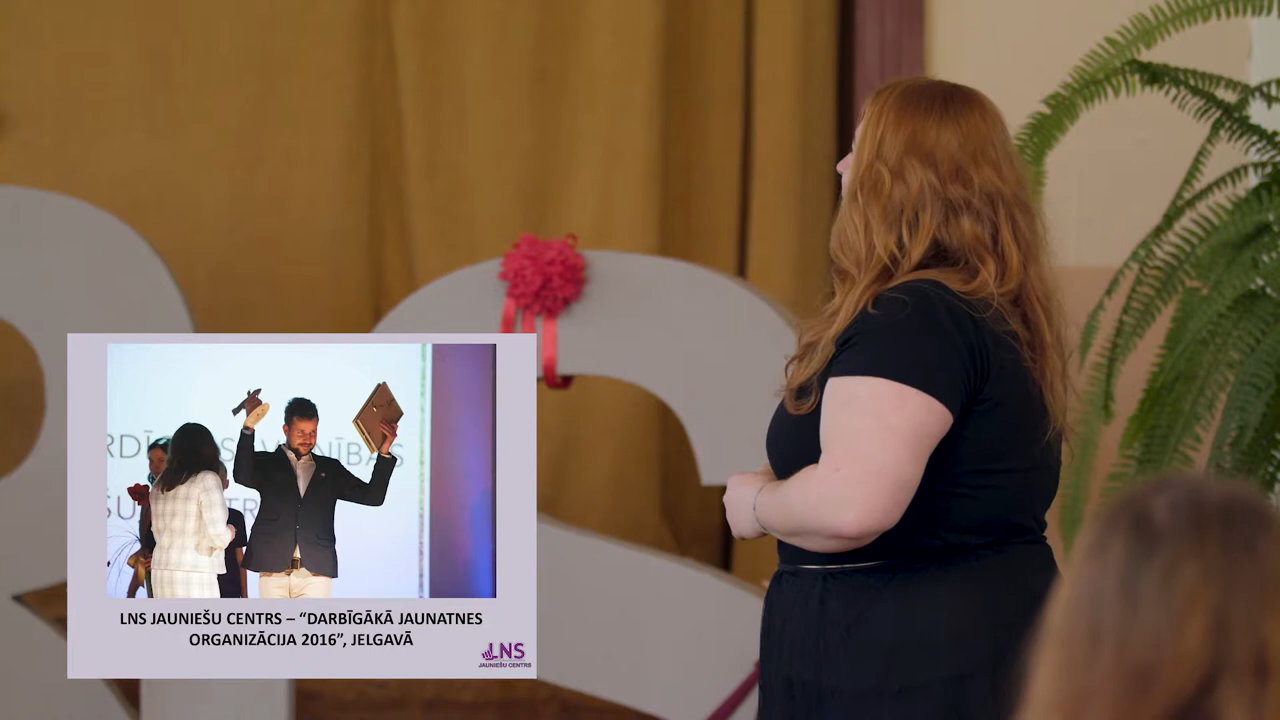 LNS JAUNIEŠU CENTRS – “DARBĪGĀKĀ JAUNATNES
ORGANIZĀCIJA 2016”, JELGAVĀ
LNS
JAUNIEŠU CENTRS